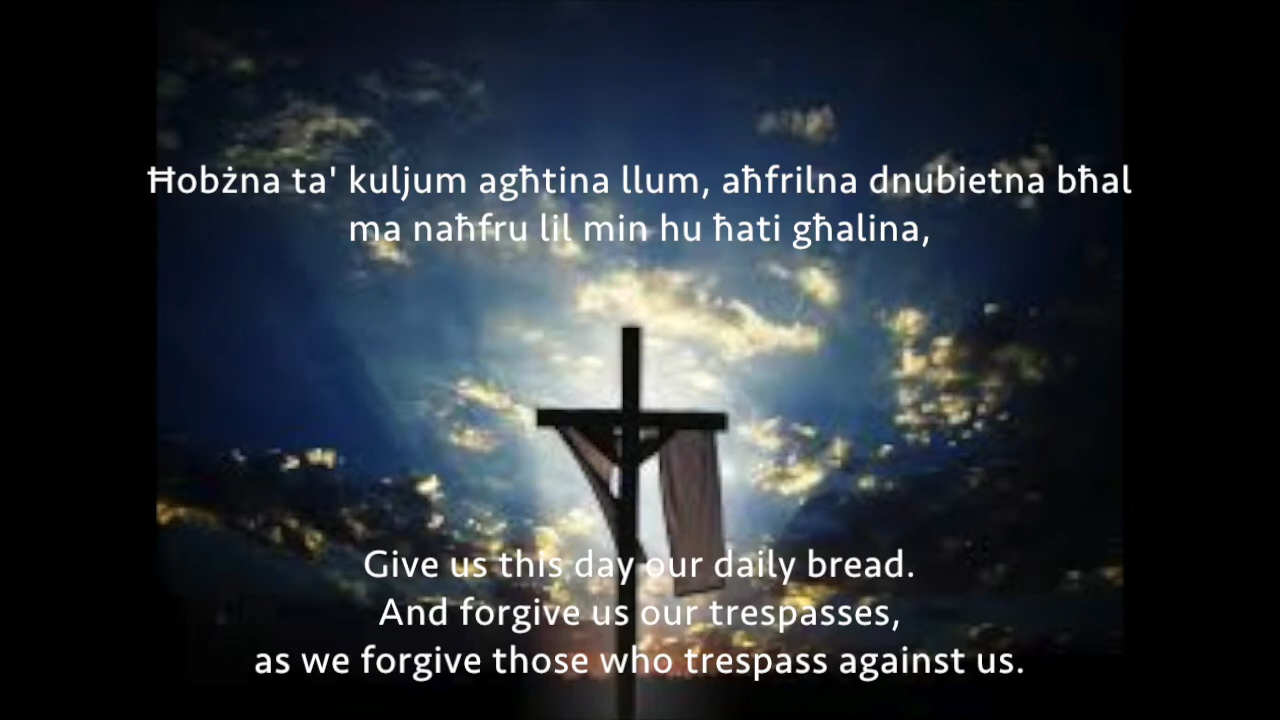 Ħobżna ta' kuljum agħtina llum, aħfrilna dnubietna bħal
ma naħfru lil min hu ħati għalina,
Give us this day our daily bread.
And forgive us our trespasses,
as we forgive those who trespass against us.